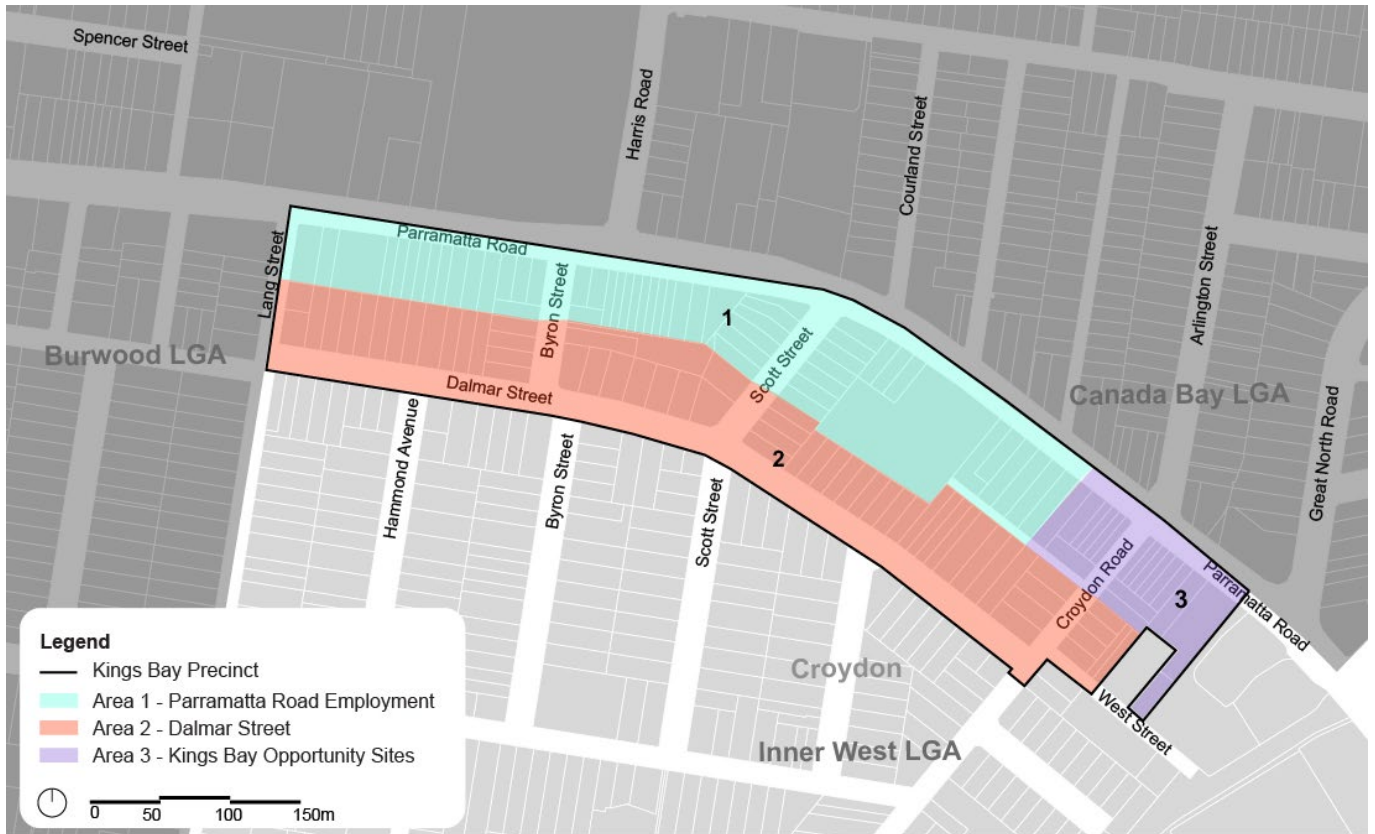 Spencer Street
Harris Road
Courland Street
Arlington Street
Great North Road
Lang Street
Parramatta Road
Byron Street
1
Scott Street
Burwood LGA
Canada Bay LGA
Dalmar Street
Hammond Avenue
Byron Street
Scott Street
2
Croydon Road
3
Parramatta Road
Croydon
West Street
Inner West LGA
Legend
Kings Bay Precinct
Area 1 - Parramatta Road Employment
Area 2 - Dalmar Street
Area 3 - Kings Bay Opportunity Sites
0 50 100 150m